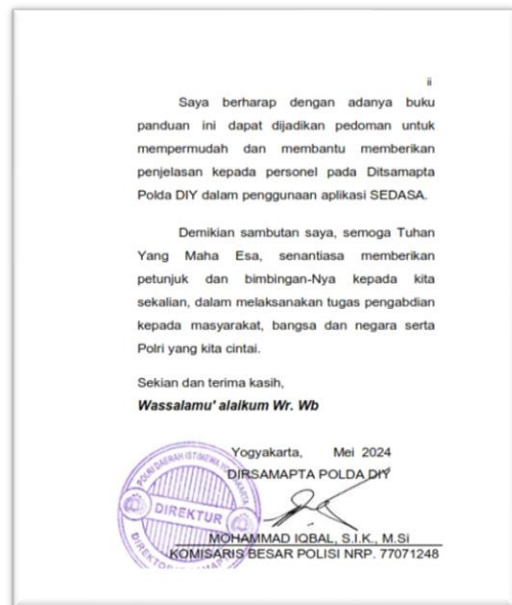 ii
Saya berharap dengan adanya buku
panduan ini dapat dijadikan pedoman untuk
mempermudah dan membantu memberikan
penjelasan kepada personel pada Ditsamapta
Polda DIY dalam penggunaan aplikasi SEDASA.
Demikian sambutan saya, semoga Tuhan
Yang Maha Esa, senantiasa memberikan
petunjuk dan bimbingan-Nya kepada kita
sekalian, dalam melaksanakan tugas pengabdian
kepada masyarakat, bangsa dan negara serta
Polri yang kita cintai.
Sekian dan terima kasih,
Wassalamu' alaikum Wr. Wb
Yogyakarta, Mei 2024
DIRSAMAPTA POLDA DIY
POLRI DAERAH ISTIMEWA YOGYAKARTA
DIREKTUR
MOHAMMAD IQBAL, S.I.K., M.Si
KOMISARIS BESAR POLISI NRP. 77071248